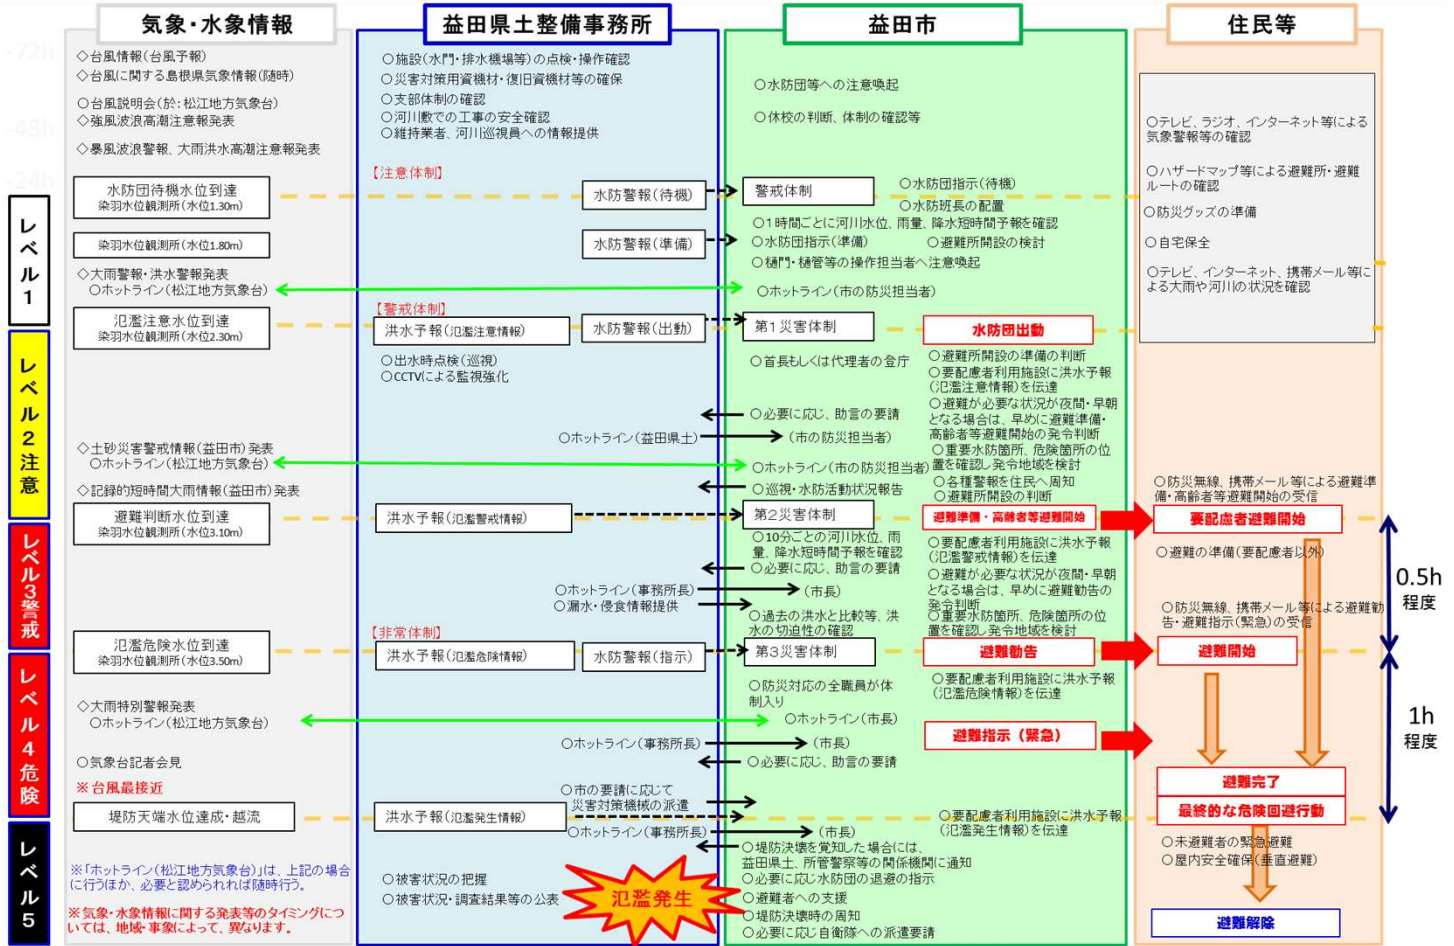 気象・水象情報
益田県土整備事務所
益田市
住民等
-72h
-48h
-24h
レベル1
レベル2注意
レベル3警戒
レベル4危険
レベル5
◇台風情報(台風予報)
◇台風に関する島根県気象情報(随時)
○台風説明会(於:松江地方気象台)
◇強風波浪高潮注意報発表
◇暴風波浪警報、大雨洪水高潮注意報発表
水防団待機水位到達
染羽水位観測所(水位1.30m)
染羽水位観測所(水位1.80m)
◇大雨警報・洪水警報発表
○ホットライン(松江地方気象台)
氾濫注意水位到達
染羽水位観測所(水位2.30m)
◇土砂災害警戒情報(益田市)発表
○ホットライン(松江地方気象台)
◇記録的短時間大雨情報(益田市)発表
避難判断水位到達
染羽水位観測所(水位3.10m)
氾濫危険水位到達
染羽水位観測所(水位3.50m)
◇大雨特別警報発表
○ホットライン(松江地方気象台)
○気象台記者会見
※台風最接近
堤防天端水位達成・越流
※「ホットライン(松江地方気象台)」は、上記の場合
に行うほか、必要と認められれば随時行う。
※気象・水象情報に関する発表等のタイミングにつ
いては、地域・事象によって、異なります。
○施設(水門・排水機場等)の点検・操作確認
○災害対策用資機材・復旧資機材等の確保
○支部体制の確認
○河川敷での工事の安全確認
○維持業者、河川巡視員への情報提供
【注意体制】
水防警報(待機)
水防警報(準備)
【警戒体制】
洪水予報(氾濫注意情報)
水防警報(出動)
○出水時点検(巡視)
○CCTVによる監視強化
○ホットライン(益田県土)
洪水予報(氾濫警戒情報)
○ホットライン(事務所長)
○漏水・侵食情報提供
【非常体制】
洪水予報(氾濫危険情報)
水防警報(指示)
○ホットライン(事務所長)
○市の要請に応じて
災害対策機械の派遣
洪水予報(氾濫発生情報)
○ホットライン(事務所長)
○被害状況の把握
○被害状況・調査結果等の公表
氾濫発生
○水防団等への注意喚起
○休校の判断、体制の確認等
警戒体制
○水防団指示(待機)
○水防班長の配置
○1時間ごとに河川水位、雨量、降水短時間予報を確認
○水防団指示(準備)
○避難所開設の検討
○樋門・樋管等の操作担当者へ注意喚起
○ホットライン(市の防災担当者)
第1災害体制
水防団出動
○首長もしくは代理者の登庁
○避難所開設の準備の判断
○要配慮者利用施設に洪水予報
(氾濫注意情報)を伝達
○避難が必要な状況が夜間・早朝
となる場合は、早めに避難準備・
高齢者等避難開始の発令判断
○重要水防箇所、危険箇所の位
置を確認し発令地域を検討
○各種警報を住民へ周知
○避難所開設の判断
○必要に応じ、助言の要請
(市の防災担当者)
○ホットライン(市の防災担当者)
○巡視・水防活動状況報告
第2災害体制
避難準備・高齢者等避難開始
○10分ごとの河川水位、雨
量、降水短時間予報を確認
○必要に応じ、助言の要請
(市長)
○過去の洪水と比較等、洪
水の切迫性の確認
○要配慮者利用施設に洪水予報
(氾濫警戒情報)を伝達
○避難が必要な状況が夜間・早朝
となる場合は、早めに避難勧告の
発令判断
○重要水防箇所、危険箇所の位
置を確認し発令地域を検討
第3災害体制
避難勧告
○防災対応の全職員が体
制入り
○要配慮者利用施設に洪水予報
(氾濫危険情報)を伝達
○ホットライン(市長)
避難指示(緊急)
(市長)
○必要に応じ、助言の要請
○要配慮者利用施設に洪水予報
(氾濫発生情報)を伝達
(市長)
○堤防決壊を覚知した場合には、
益田県土、所管警察等の関係機関に通知
○必要に応じ水防団の退避の指示
○避難者への支援
○堤防決壊時の周知
○必要に応じ自衛隊への派遣要請
○テレビ、ラジオ、インターネット等による
気象警報等の確認
○ハザードマップ等による避難所・避難
ルートの確認
○防災グッズの準備
○自宅保全
○テレビ、インターネット、携帯メール等に
よる大雨や河川の状況を確認
○防災無線、携帯メール等による避難準
備・高齢者等避難開始の受信
要配慮者避難開始
○避難の準備(要配慮者以外)
○防災無線、携帯メール等による避難勧
告・避難指示(緊急)の受信
避難開始
避難完了
最終的な危険回避行動
○未避難者の緊急避難
○屋内安全確保(垂直避難)
避難解除
0.5h
程度
1h
程度